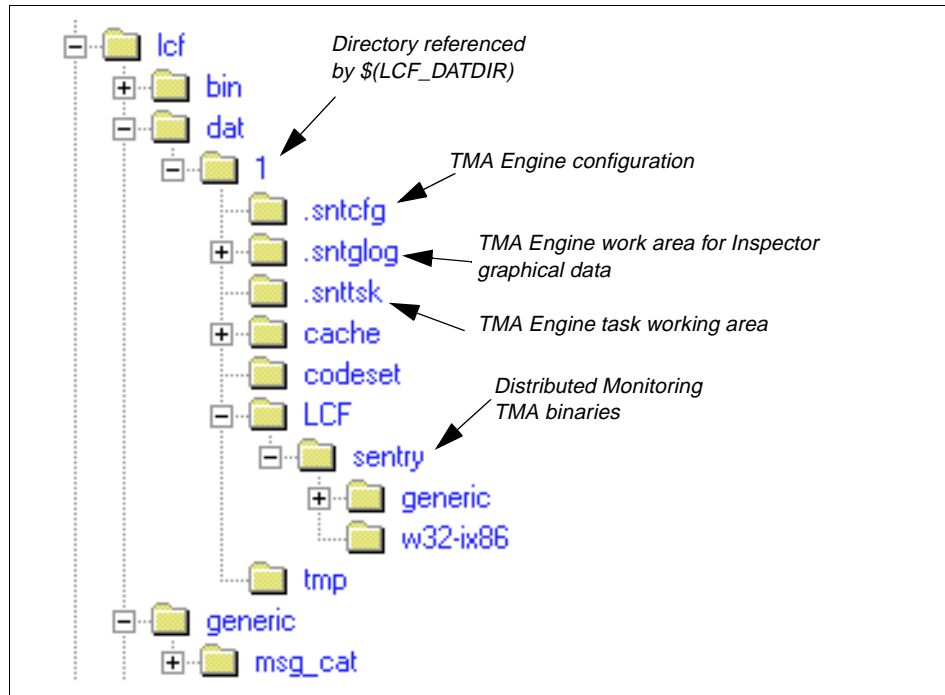 lcf
Directory referenced
by $(LCF_DATDIR)
bin
dat
1
TMA Engine configuration
.sntcfg
.sntglog
TMA Engine work area for Inspector
graphical data
.snttsk
TMA Engine task working area
cache
codeset
Distributed Monitoring
TMA binaries
LCF
sentry
generic
w32-ix86
tmp
generic
msg_cat